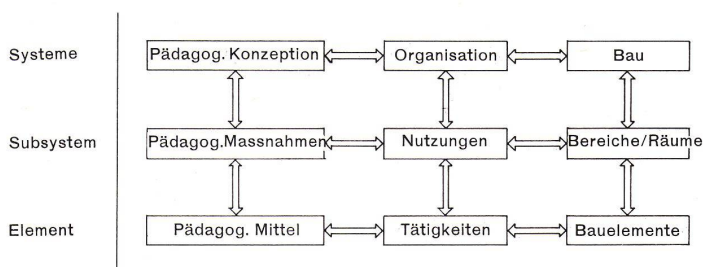 Systeme Pädagog. Konzeption Organisation Bau
Subsystem Pädagog.Massnahmen Nutzungen Bereiche/Räume
Element Pädagog. Mittel Tätigkeiten Bauelemente